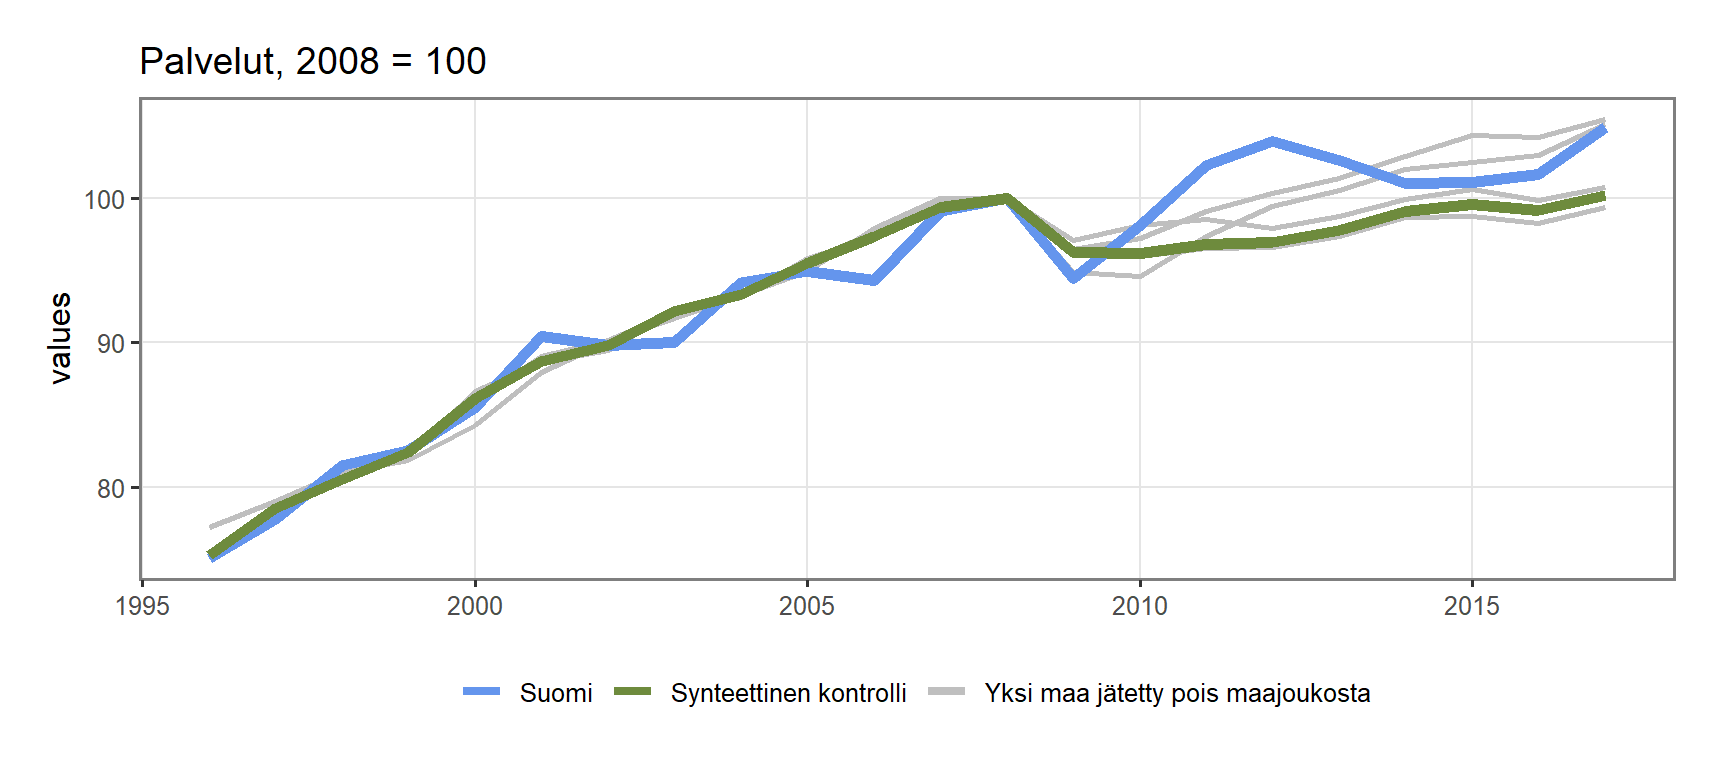 Palvelut, 2008 = 100
values
100
90
80
1995 2000 2005 2010 2015
Suomi Synteettinen kontrolli Yksi maa jätetty pois maajoukosta